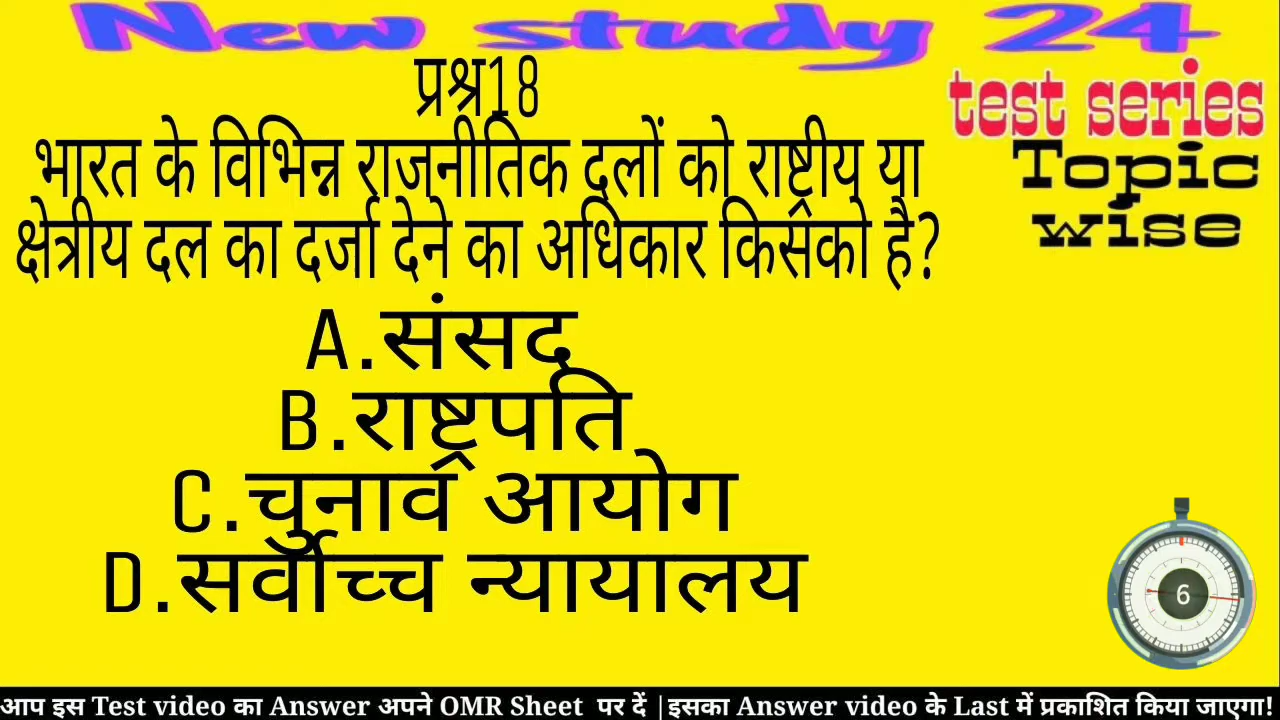 New study 24
test series
Topic
wise
प्रश्न18
भारत के विभिन्न राजनीतिक दलों को राष्ट्रीय या
क्षेत्रीय दल का दर्जा देने का अधिकार किसको है?
A.संसद
B.राष्ट्रपति
C.चुनाव आयोग
D.सर्वोच्च न्यायालय
6
आप इस Test video का Answer अपने OMR Sheet पर दें |इसका Answer video के Last में प्रकाशित किया जाएगा!